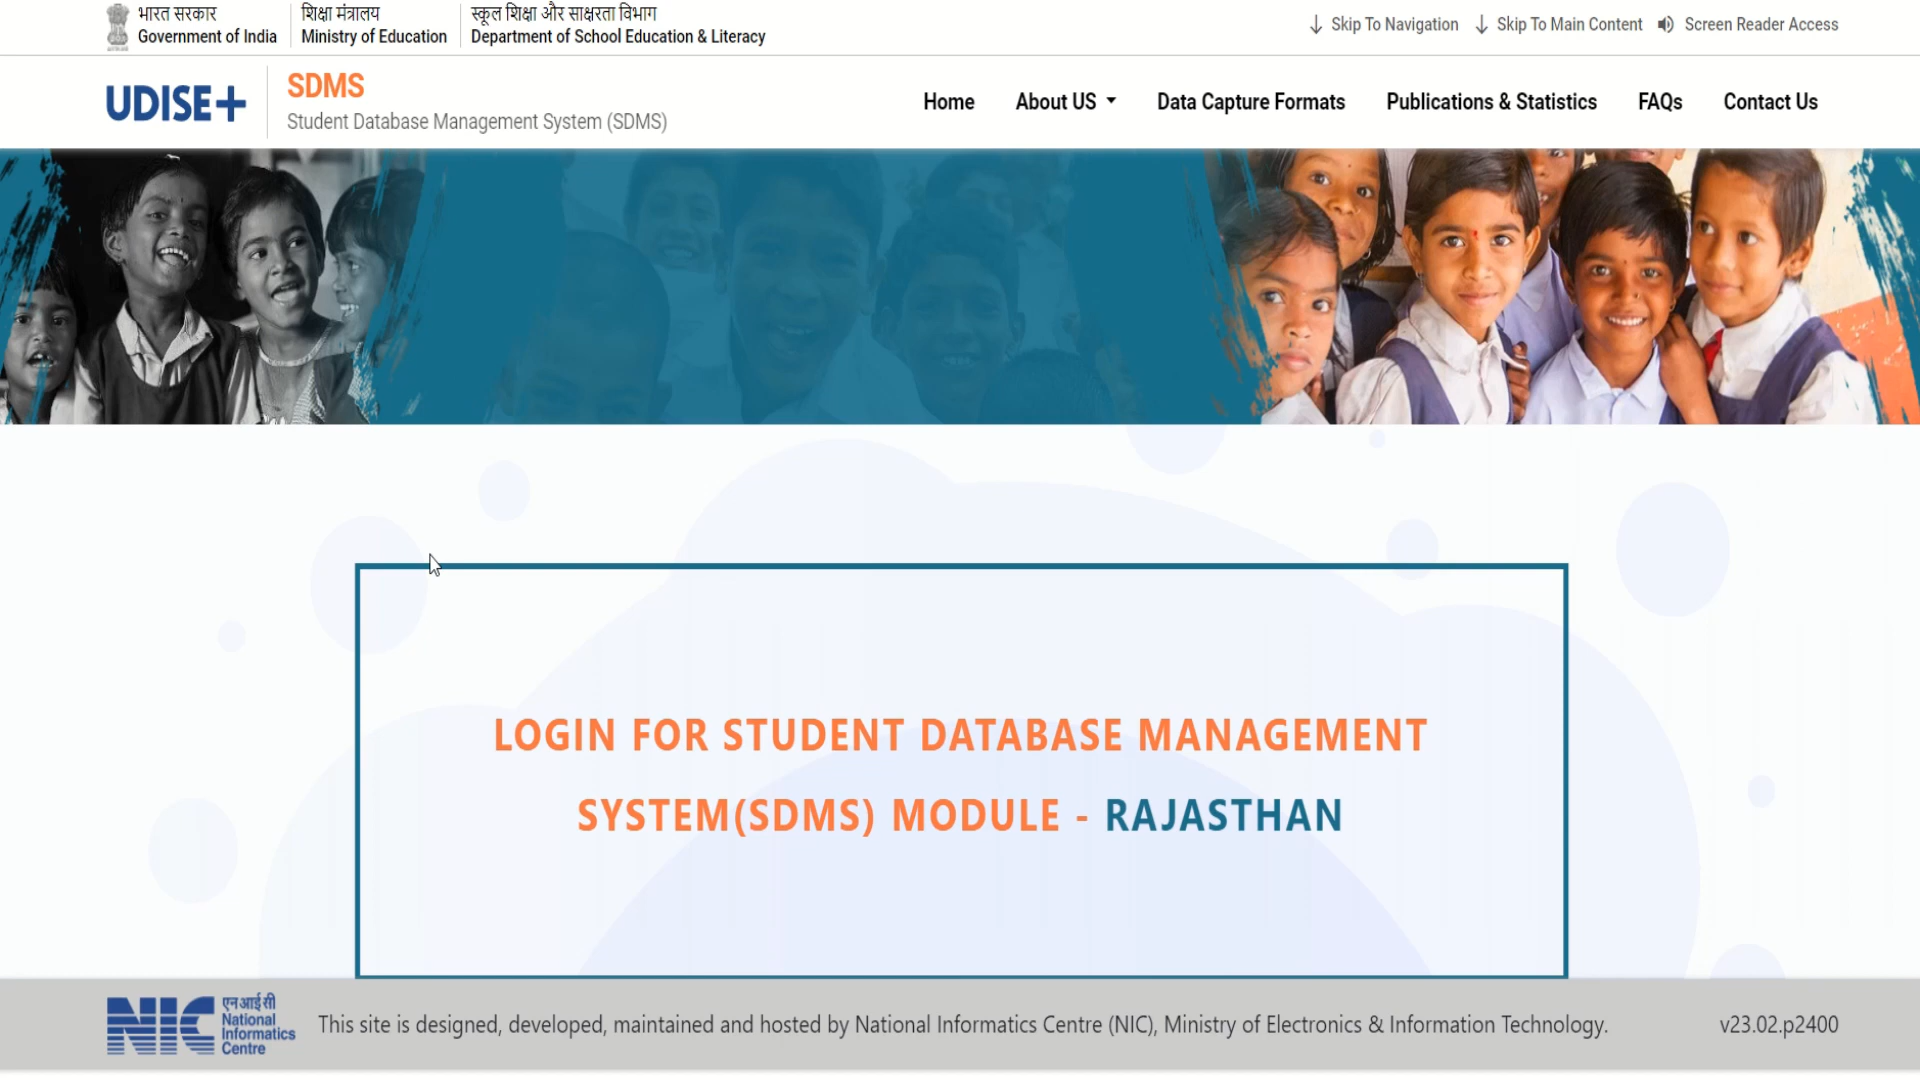 भारत सरकार
Government of India
शिक्षा मंत्रालय
Ministry of Education
स्कूल शिक्षा और साक्षरता विभाग
Department of School Education & Literacy
Skip To Navigation
Skip To Main Content
Screen Reader Access
UDISE+
SDMS
Student Database Management System (SDMS)
Home
About US
Data Capture Formats
Publications & Statistics
FAQs
Contact Us
LOGIN FOR STUDENT DATABASE MANAGEMENT
SYSTEM(SDMS) MODULE - RAJASTHAN
NIC
एनआईसी
National
Informatics
Centre
This site is designed, developed, maintained and hosted by National Informatics Centre (NIC), Ministry of Electronics & Information Technology.
v23.02.p2400